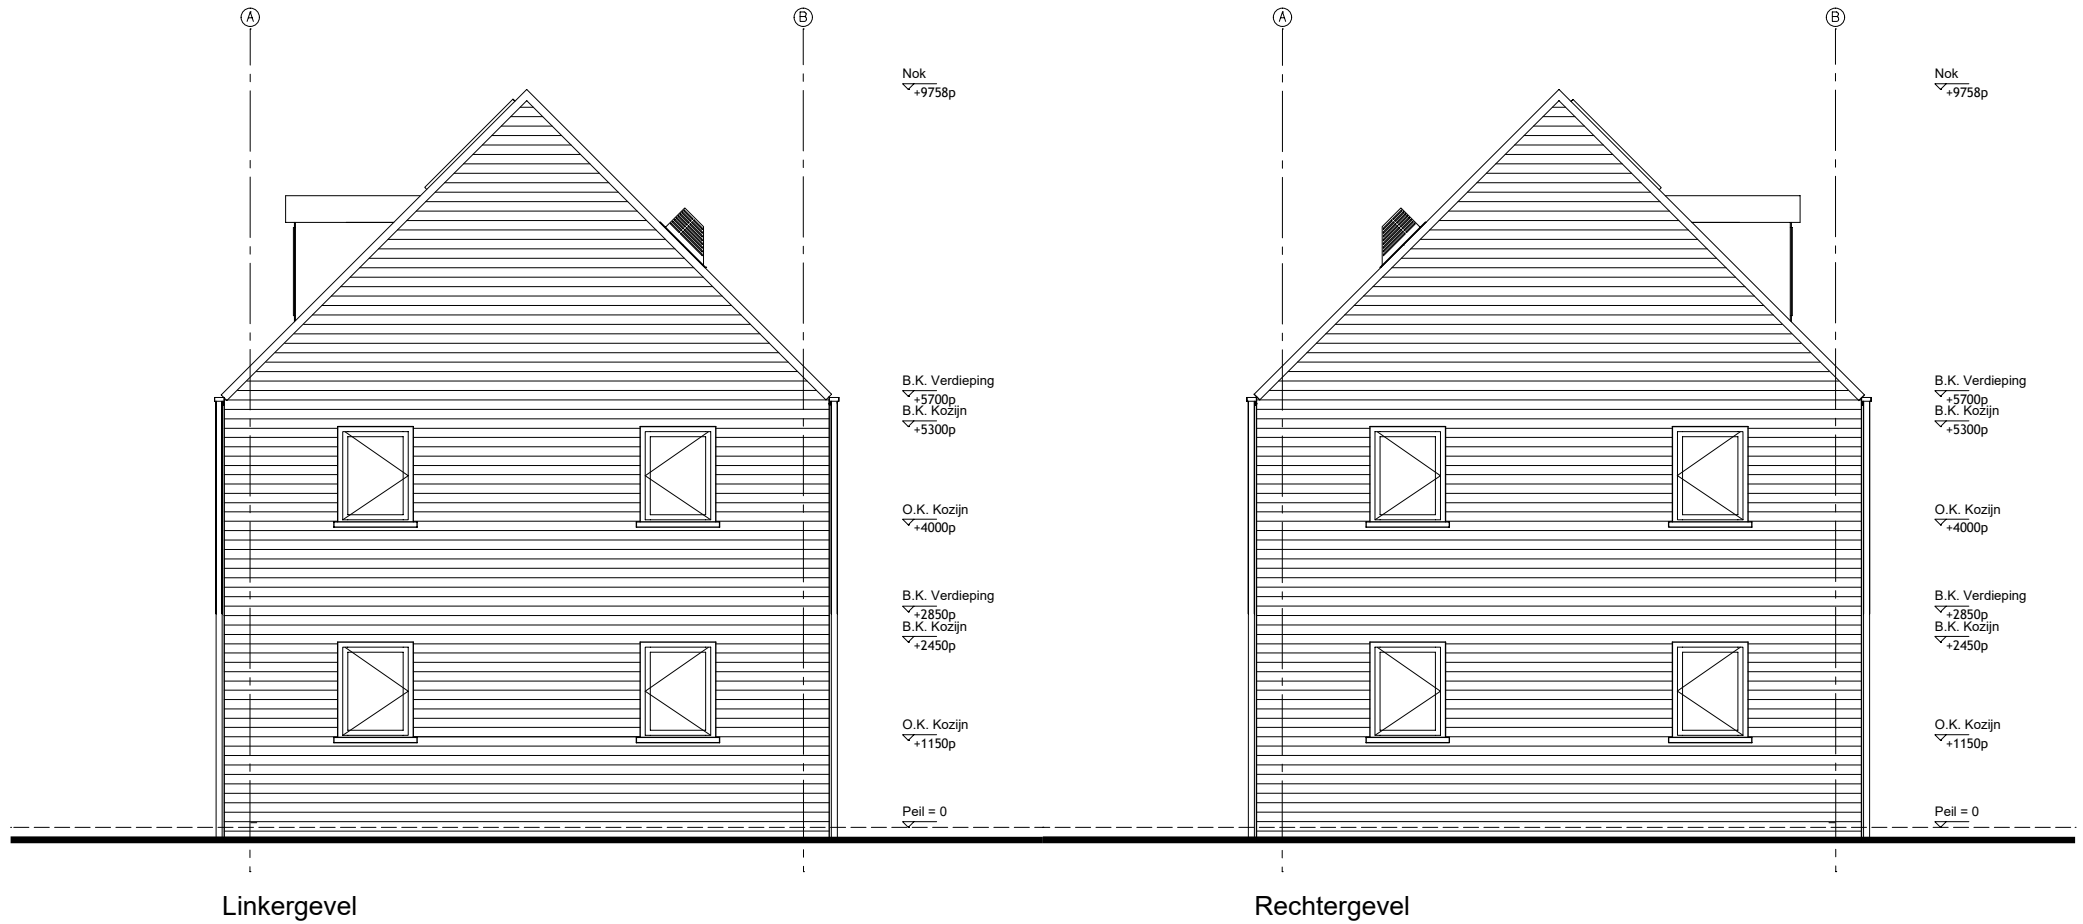 A
B
A
B
Nok
+9758p
B.K. Verdieping
+5700p
B.K. Kozijn
+5300p
O.K. Kozijn
+4000p
B.K. Verdieping
+2850p
B.K. Kozijn
+2450p
O.K. Kozijn
+1150p
Peil = 0
Nok
+9758p
B.K. Verdieping
+5700p
B.K. Kozijn
+5300p
O.K. Kozijn
+4000p
B.K. Verdieping
+2850p
B.K. Kozijn
+2450p
O.K. Kozijn
+1150p
Peil = 0
Linkergevel
Rechtergevel